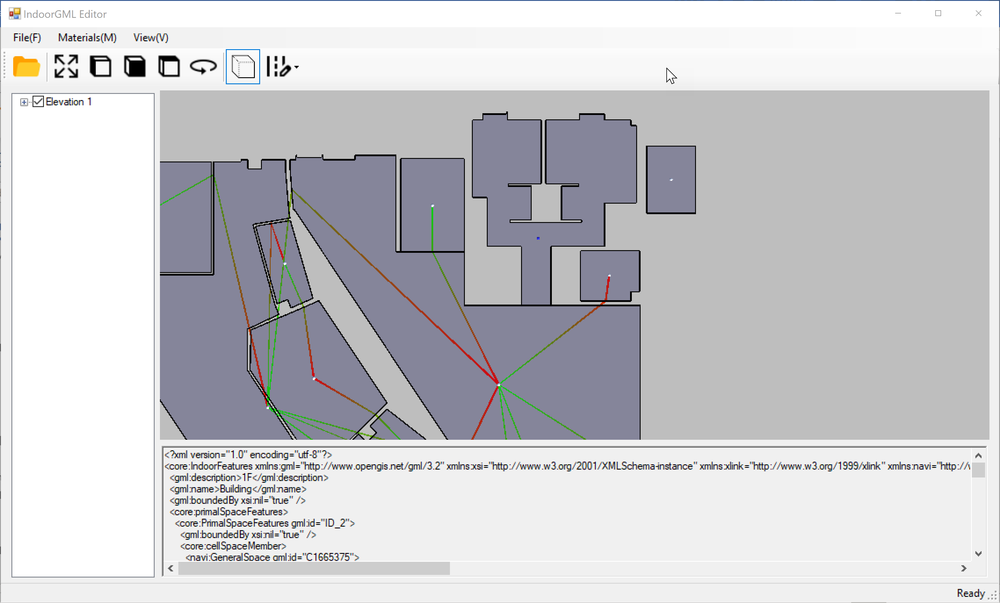 IndoorGML Editor
File(F) Materials(M) View(V)
Elevation 1
<?xml version="1.0" encoding="utf-8"?>
<core:IndoorFeatures xmlns:gml="http://www.opengis.net/gml/3.2" xmlns:xsi="http://www.w3.org/2001/XMLSchema-instance" xmlns:xlink="http://www.w3.org/1999/xlink" xmlns:navi="http://
<gml:description>1F</gml:description>
<gml:name>Building</gml:name>
<gml:boundedBy xsi:nil="true" />
<core:primalSpaceFeatures>
<core:PrimalSpaceFeatures gml:id="ID_2">
<gml:boundedBy xsi:nil="true" />
<core:cellSpaceMember>
<navi:GeneralSpace gml:id="C1665375">
Ready